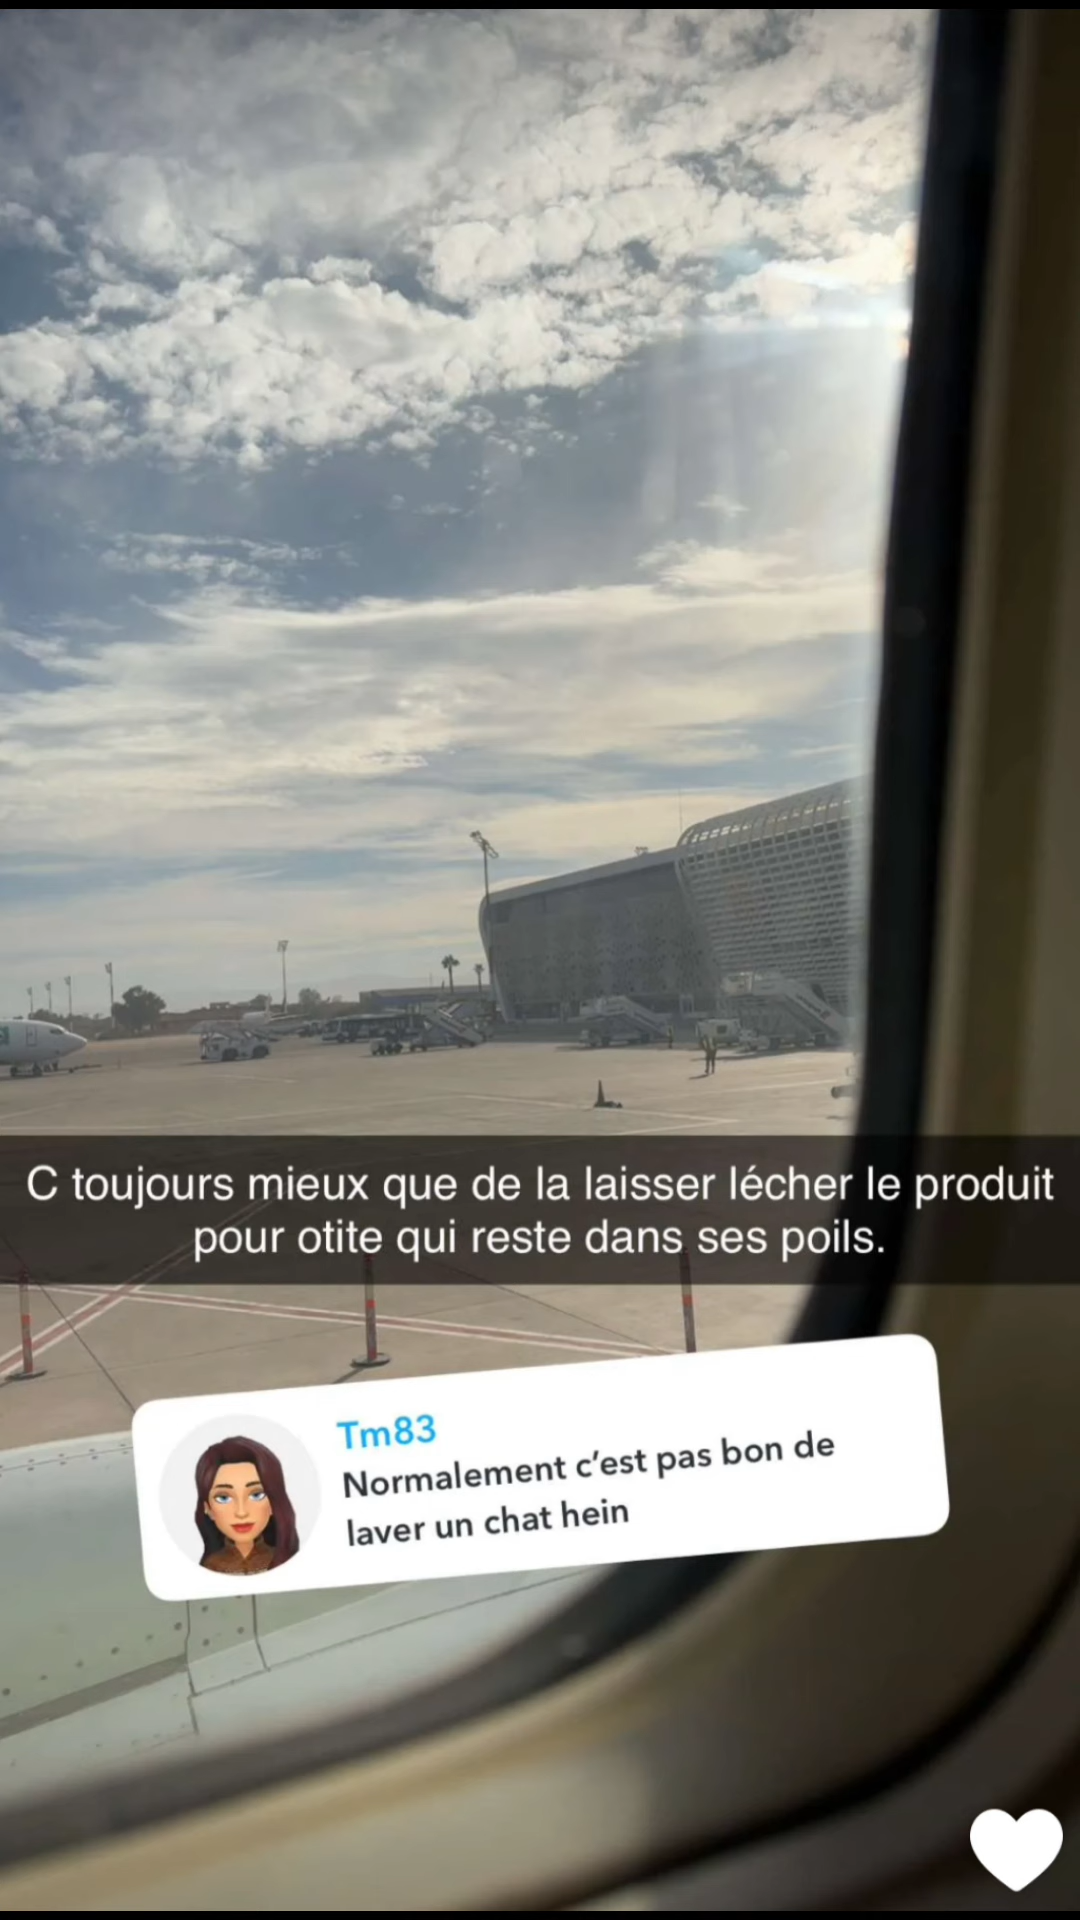 C toujours mieux que de la laisser lécher le produit
pour otite qui reste dans ses poils.
Tm83
Normalement c'est pas bon de
laver un chat hein